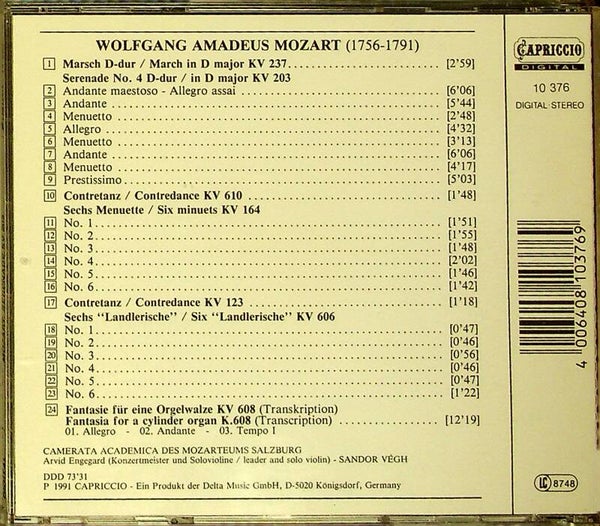 WOLFGANG AMADEUS MOZART (1756-1791)
1 Marsch D-dur / March in D major KV 237 [2'59]
Serenade No. 4 D-dur / in D major KV 203
2 Andante maestoso - Allegro assai [6'06]
3 Andante [5'44]
4 Menuetto [2'48]
5 Allegro [4'32]
6 Menuetto [3'13]
7 Andante [6'06]
8 Menuetto [4'17]
9 Prestissimo [5'03]
10 Contretanz / Contredance KV 610 [1'48]
Sechs Menuette / Six minuets KV 164
11 No. 1 [1'51]
12 No. 2 [1'55]
13 No. 3 [1'48]
14 No. 4 [2'02]
15 No. 5 [1'46]
16 No. 6 [1'42]
17 Contretanz / Contredance KV 123 [1'18]
Sechs "Landlerische" / Six "Landlerische" KV 606
18 No. 1 [0'47]
19 No. 2 [0'46]
20 No. 3 [0'56]
21 No. 4 [0'46]
22 No. 5 [0'47]
23 No. 6 [1'22]
24 Fantasie für eine Orgelwalze KV 608 (Transkription)
Fantasia for a cylinder organ K.608 (Transcription) [12'19]
01. Allegro - 02. Andante - 03. Tempo I
CAMERATA ACADEMICA DES MOZARTEUMS SALZBURG
Arvid Engegard (Konzertmeister und Solovioline / leader and solo violin) - SANDOR VÉGH
DDD 73'31
P 1991 CAPRICCIO - Ein Produkt der Delta Music GmbH, D-5020 Königsdorf, Germany
CAPRICCIO
DIGITAL
10 376
DIGITAL STEREO
4 006408 103769
LC 8748